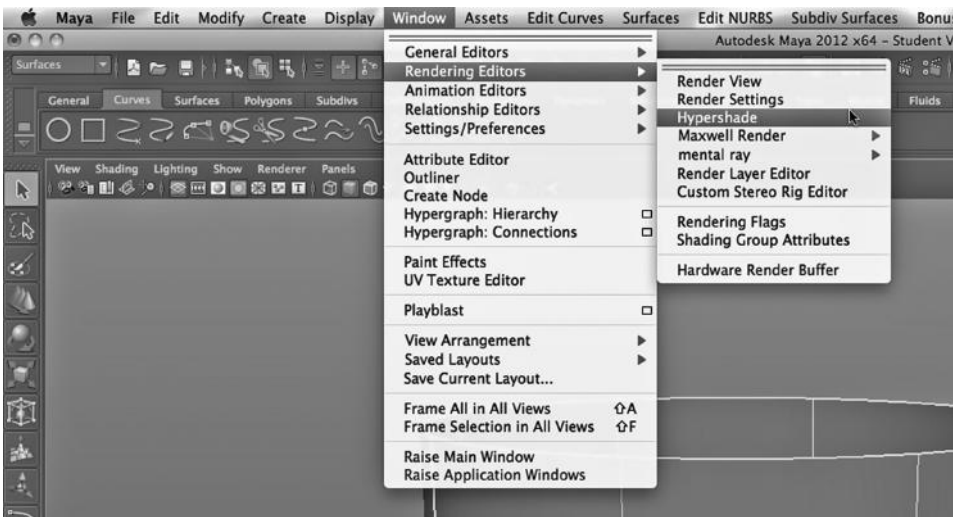 Maya File Edit Modify Create Display Window Assets Edit Curves Surfaces Edit NURBS Subdiv Surfaces Bonu
Autodesk Maya 2012 x64 – Student V
Surfaces
General Curves Surfaces Polygons Subdivs Fluids
View Shading Lighting Show Renderer Panels
General Editors
Rendering Editors
Animation Editors
Relationship Editors
Settings/Preferences
Attribute Editor
Outliner
Create Node
Hypergraph: Hierarchy
Hypergraph: Connections
Paint Effects
UV Texture Editor
Playblast
View Arrangement
Saved Layouts
Save Current Layout...
Frame All in All Views ⇧A
Frame Selection in All Views ⇧F
Raise Main Window
Raise Application Windows
Render View
Render Settings
Hypershade
Maxwell Render
mental ray
Render Layer Editor
Custom Stereo Rig Editor
Rendering Flags
Shading Group Attributes
Hardware Render Buffer